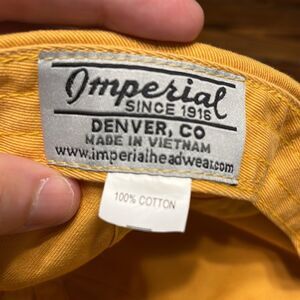 Imperial
SINCE 1916
DENVER, CO
MADE IN VIETNAM
www.imperialheadwear.com
100% COTTON